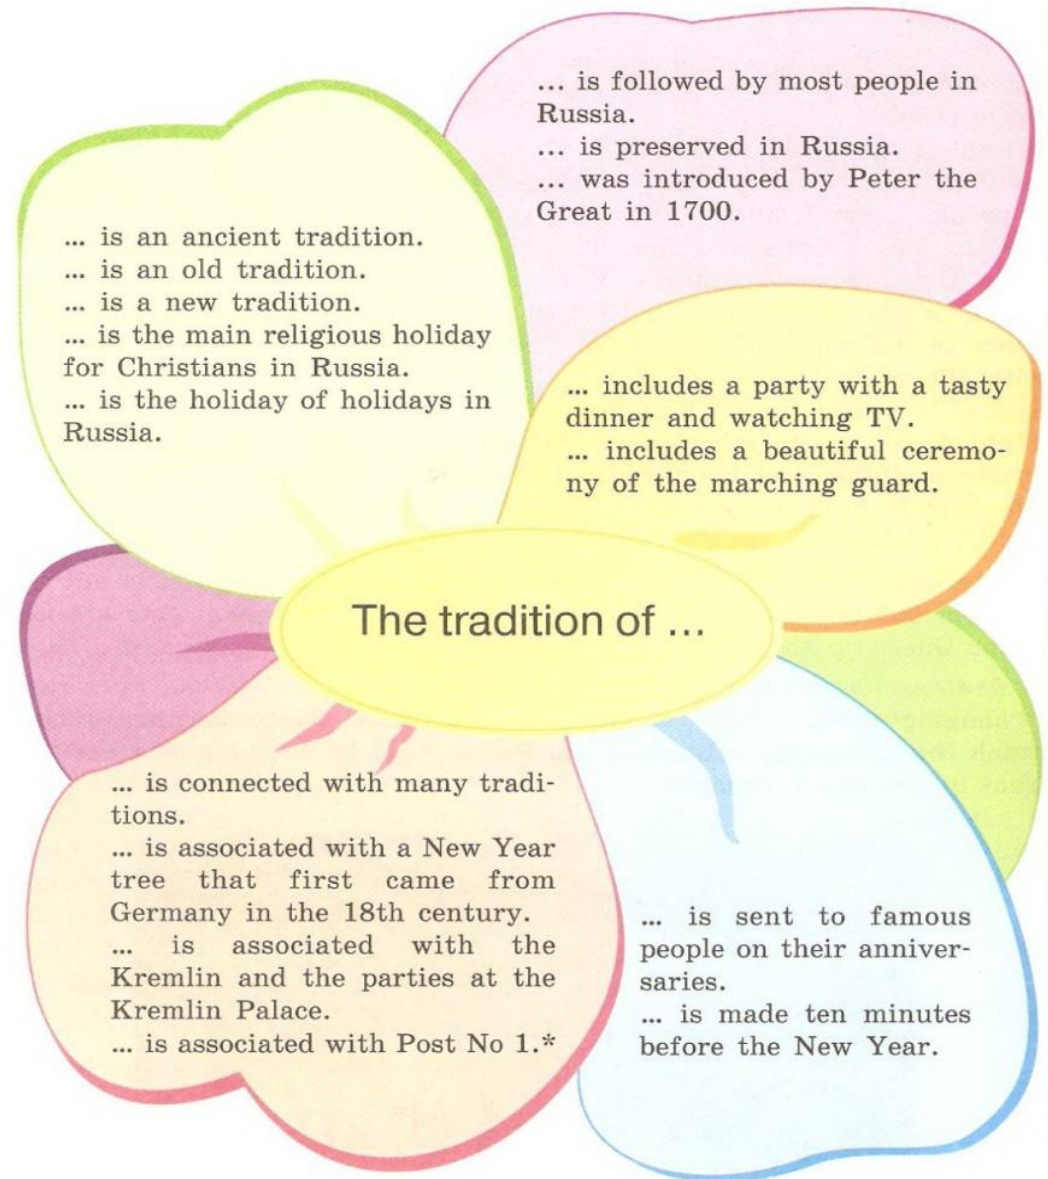 ... is followed by most people in
Russia.
... is preserved in Russia.
... was introduced by Peter the
Great in 1700.
... is an ancient tradition.
... is an old tradition.
... is a new tradition.
... is the main religious holiday
for Christians in Russia.
... is the holiday of holidays in
Russia.
... includes a party with a tasty
dinner and watching TV.
... includes a beautiful ceremo-
ny of the marching guard.
The tradition of ...
... is connected with many tradi-
tions.
... is associated with a New Year
tree that first came from
Germany in the 18th century.
... is associated with the
Kremlin and the parties at the
Kremlin Palace.
... is associated with Post No 1.*
... is sent to famous
people on their anniver-
saries.
... is made ten minutes
before the New Year.